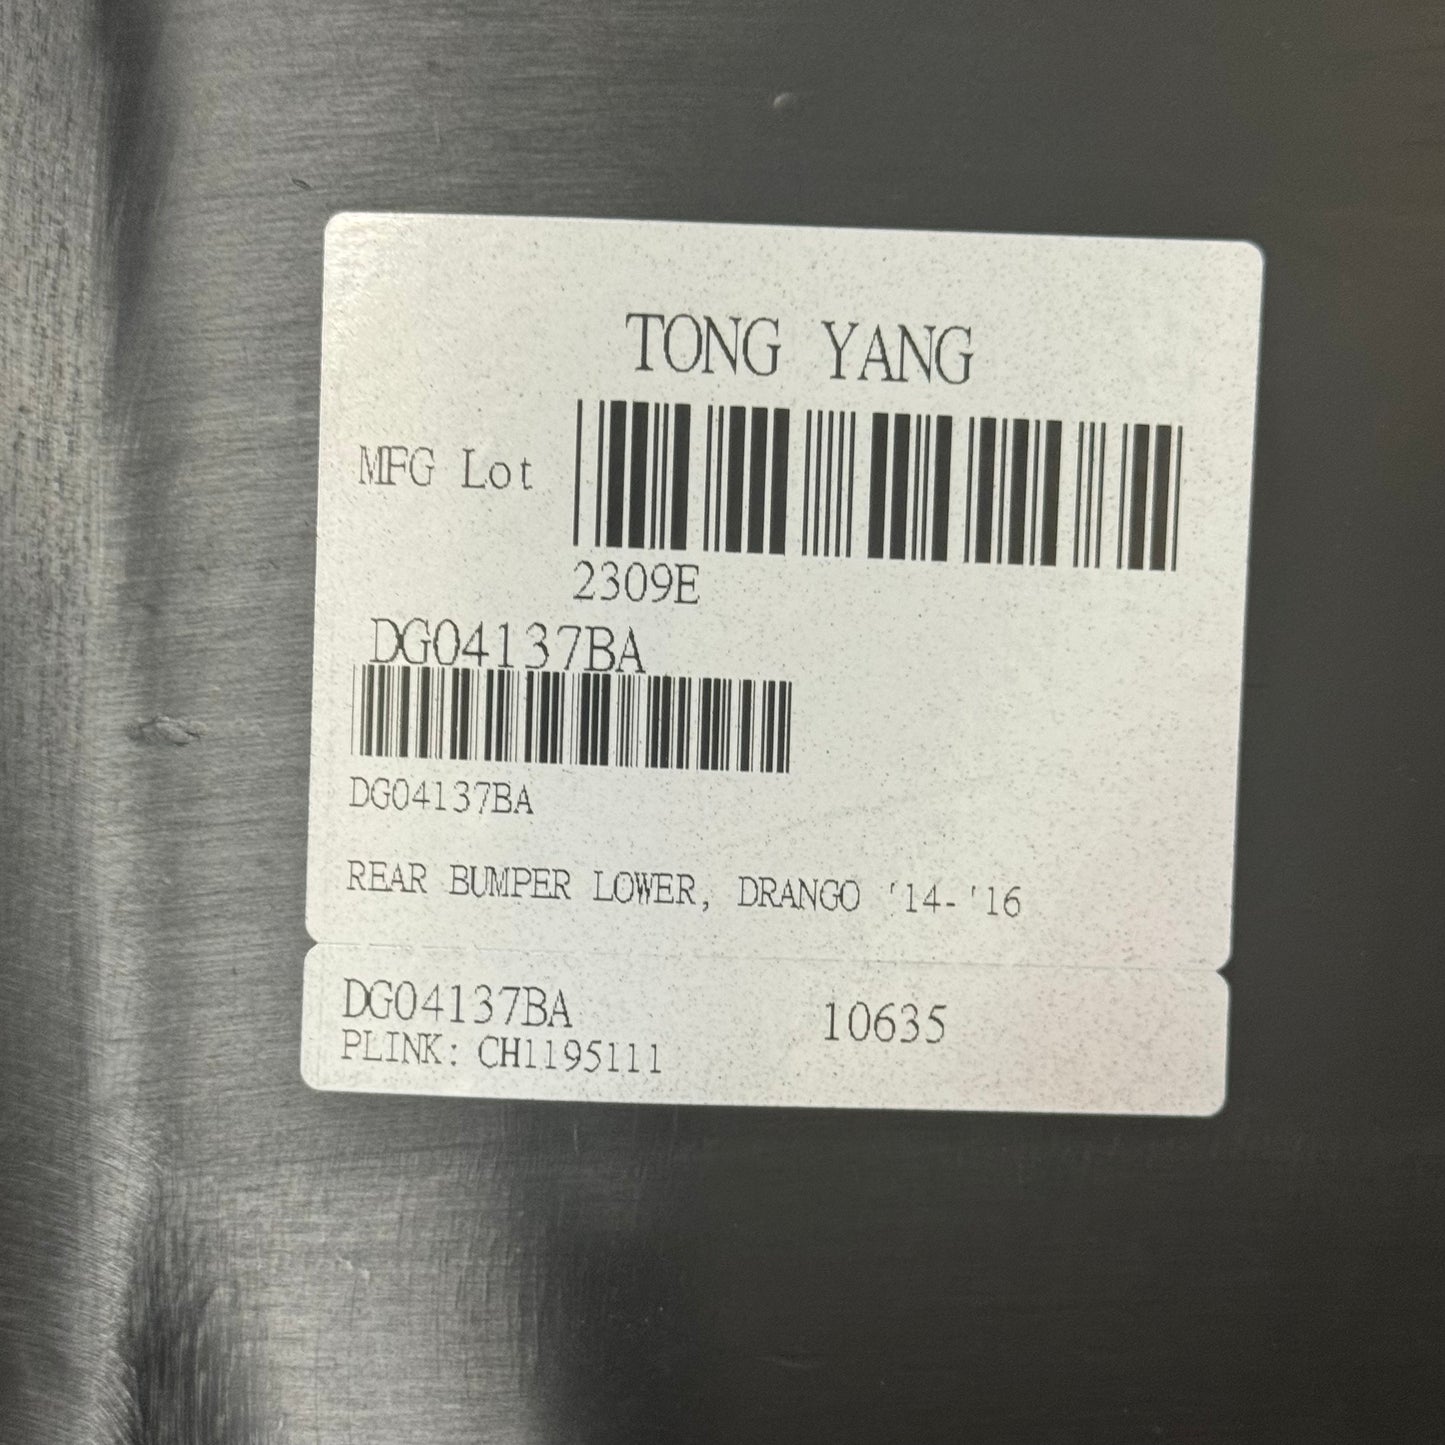 TONG YANG
MFG Lot
2309E
DG04137BA
DG04137BA
REAR BUMPER LOWER, DRANGO '14-'16
DG04137BA 10635
PLINK: CH1195111